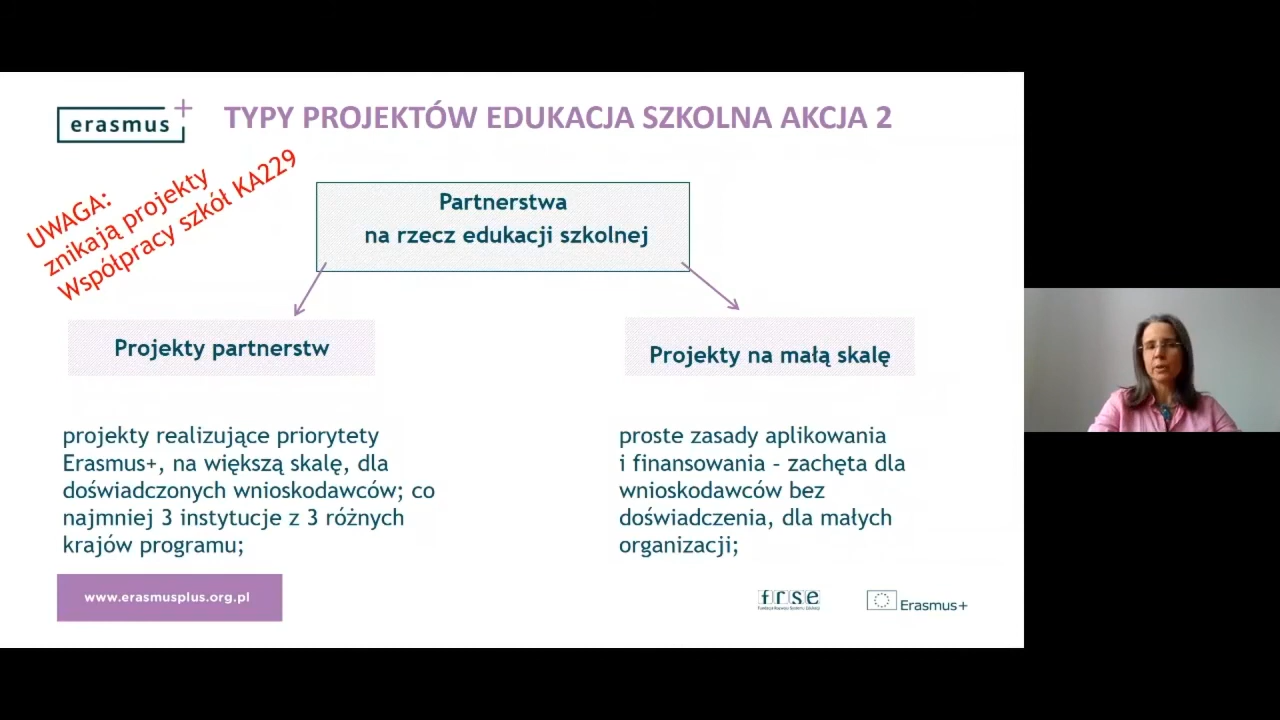 erasmus+
TYPY PROJEKTÓW EDUKACJA SZKOLNA AKCJA 2
UWAGA:
znikają projekty
Współpracy szkół KA229
Partnerstwa
na rzecz edukacji szkolnej
Projekty partnerstw
Projekty na małą skalę
projekty realizujące priorytety
Erasmus+, na większą skalę, dla
doświadczonych wnioskodawców; co
najmniej 3 instytucje z 3 różnych
krajów programu;
proste zasady aplikowania
i finansowania – zachęta dla
wnioskodawców bez
doświadczenia, dla małych
organizacji;
www.erasmusplus.org.pl
frse
Fundacja Rozwoju Systemu Edukacji
Erasmus+